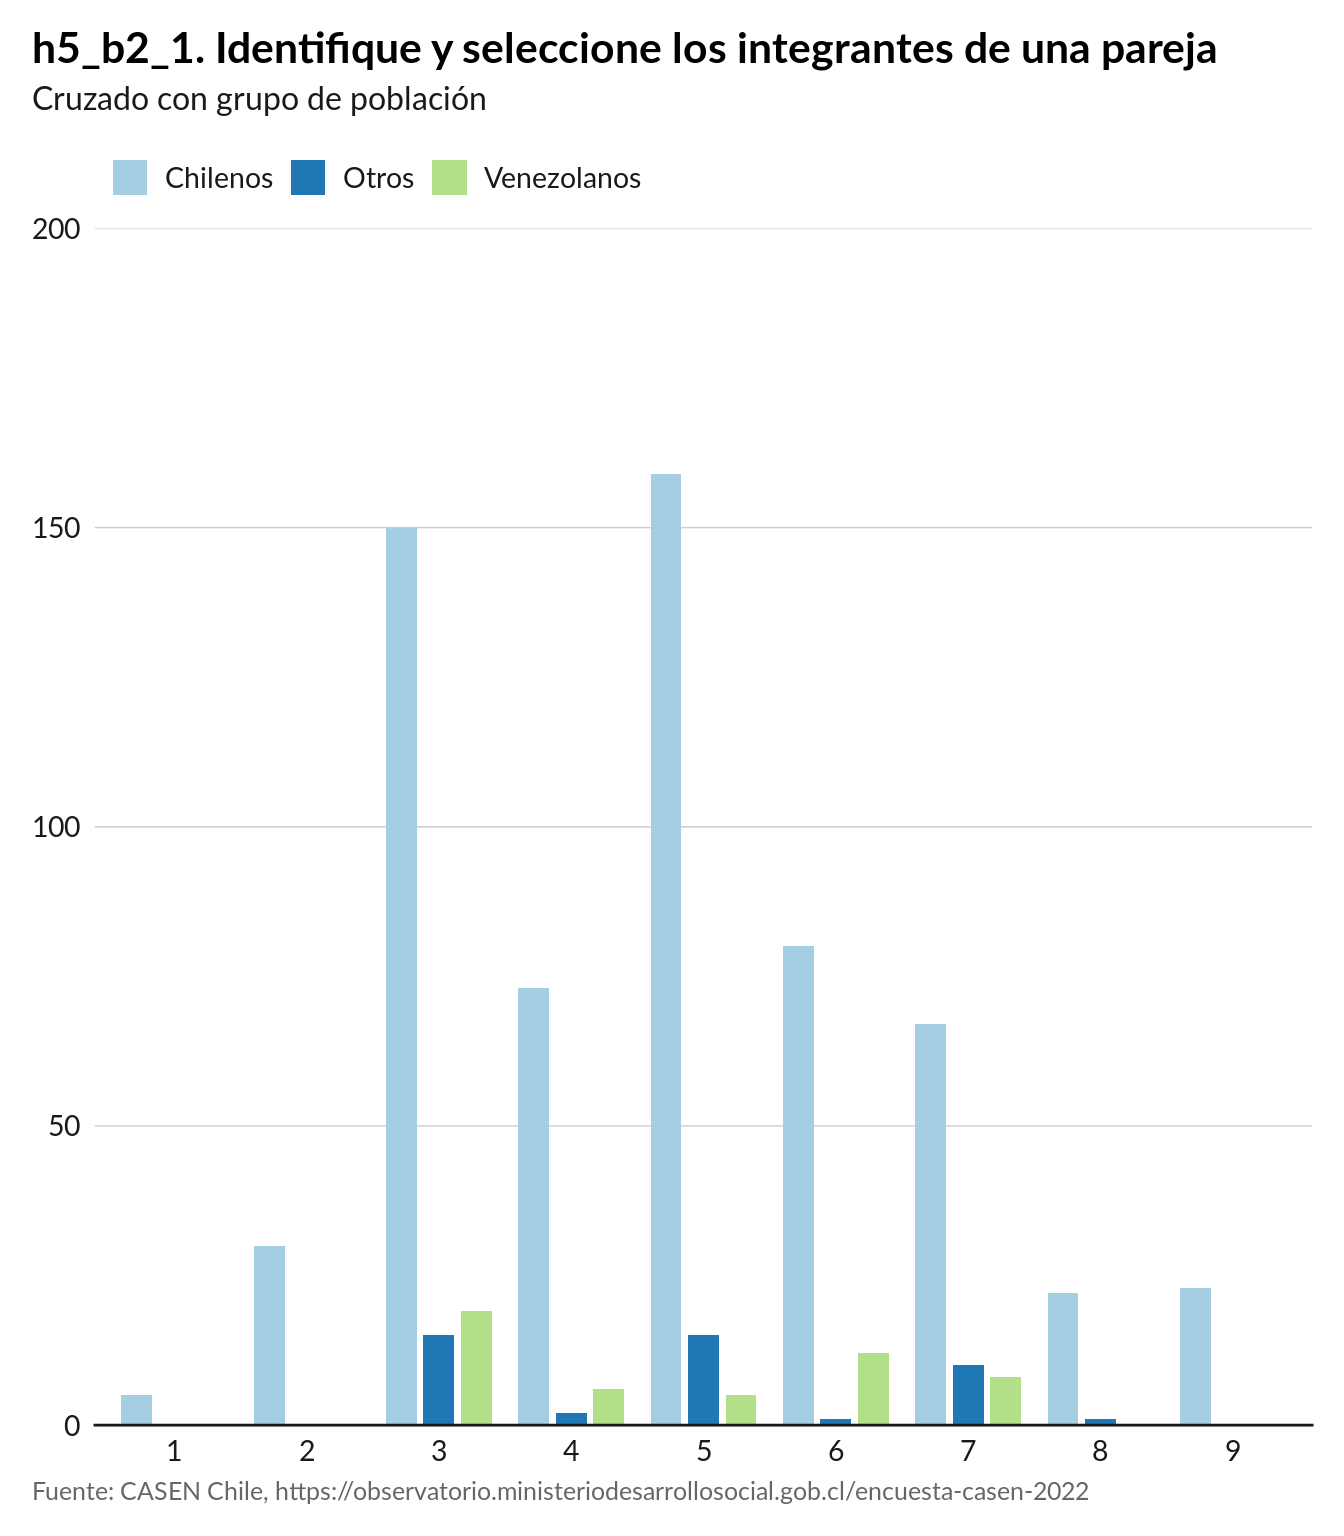 h5_b2_1. Identifique y seleccione los integrantes de una pareja
Cruzado con grupo de población
Chilenos Otros Venezolanos
200
150
100
50
0
1 2 3 4 5 6 7 8 9
Fuente: CASEN Chile, https://observatorio.ministeriodesarrollosocial.gob.cl/encuesta-casen-2022